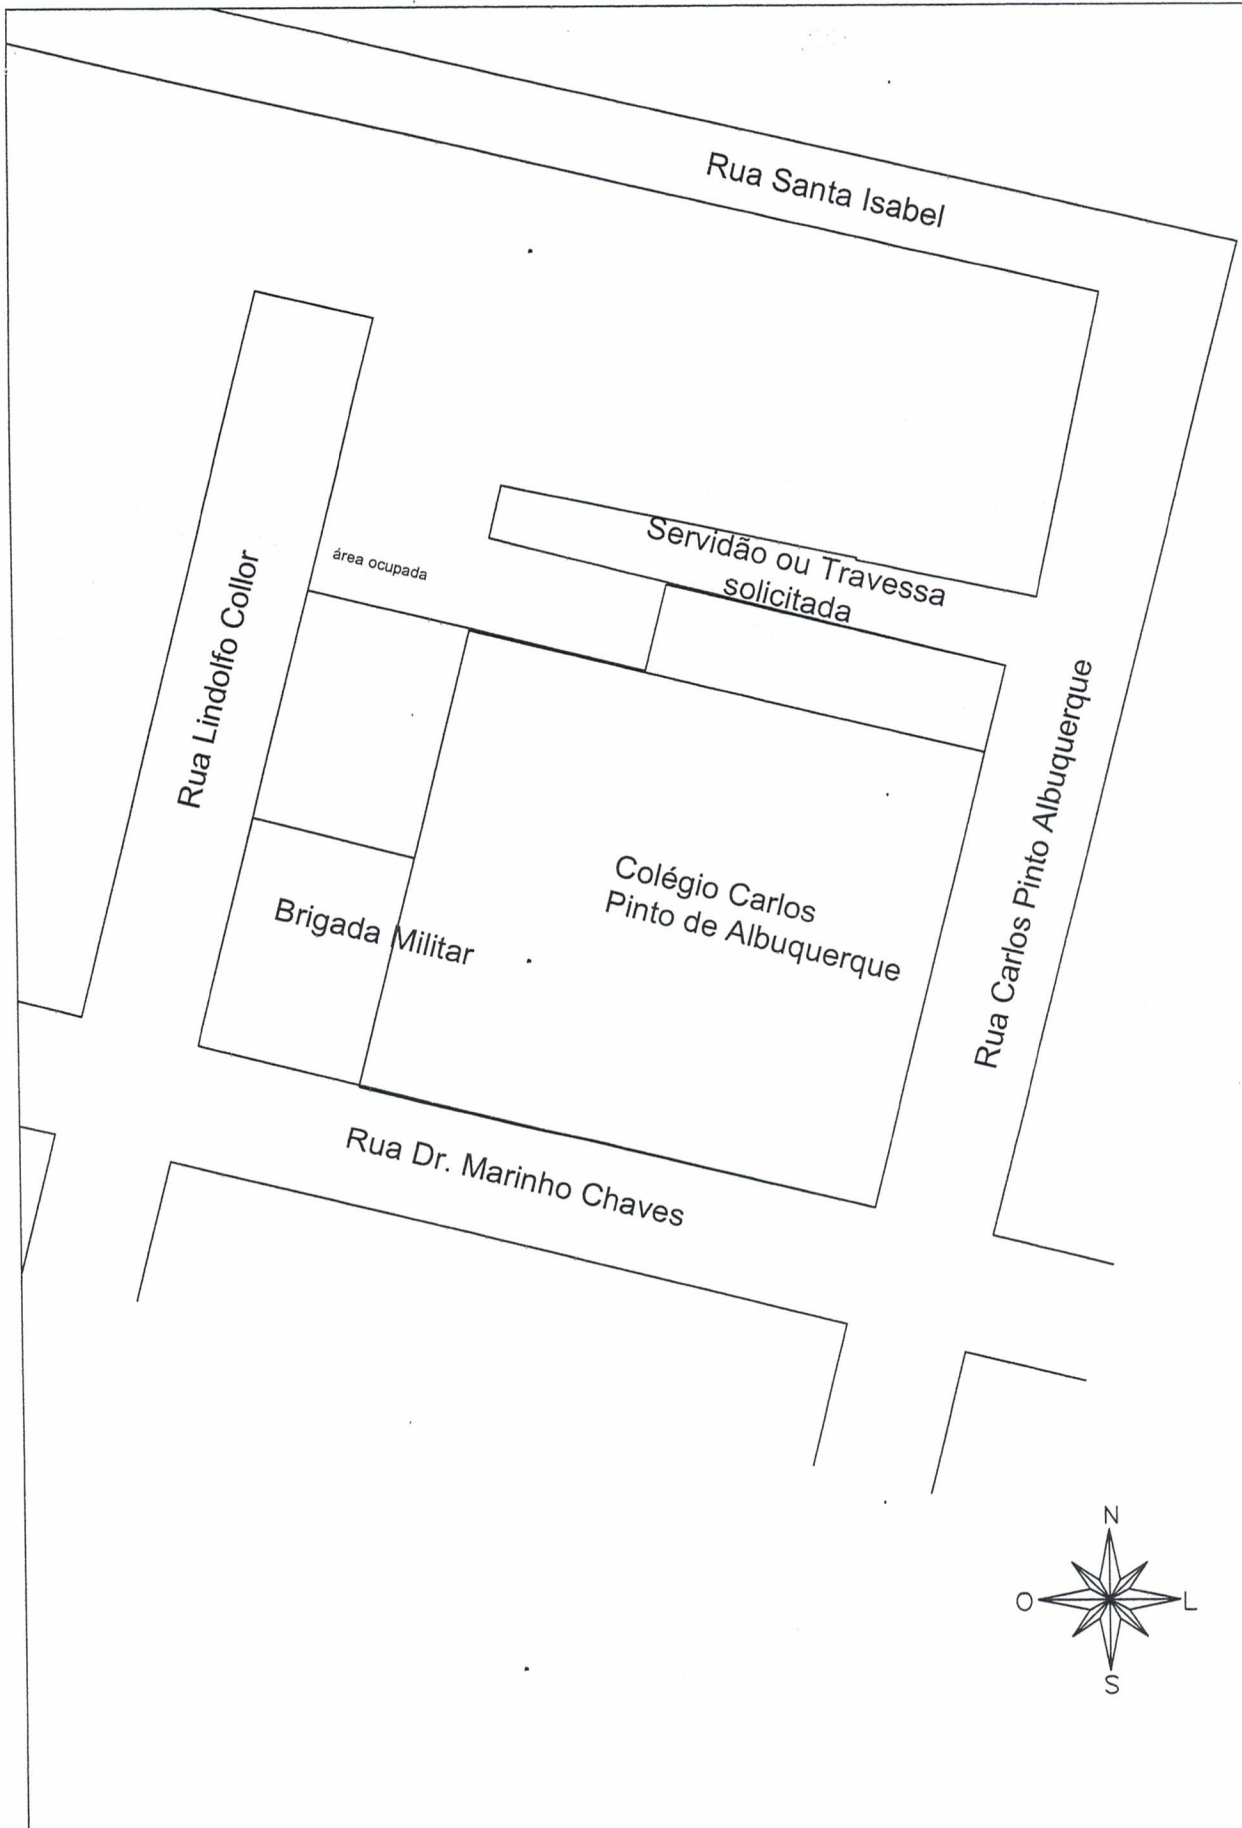 Rua Santa Isabel
Servidão ou Travessa
solicitada
área ocupada
Rua Lindolfo Collor
Rua Carlos Pinto Albuquerque
Colégio Carlos
Pinto de Albuquerque
Brigada Militar
Rua Dr. Marinho Chaves
N
O
L
S